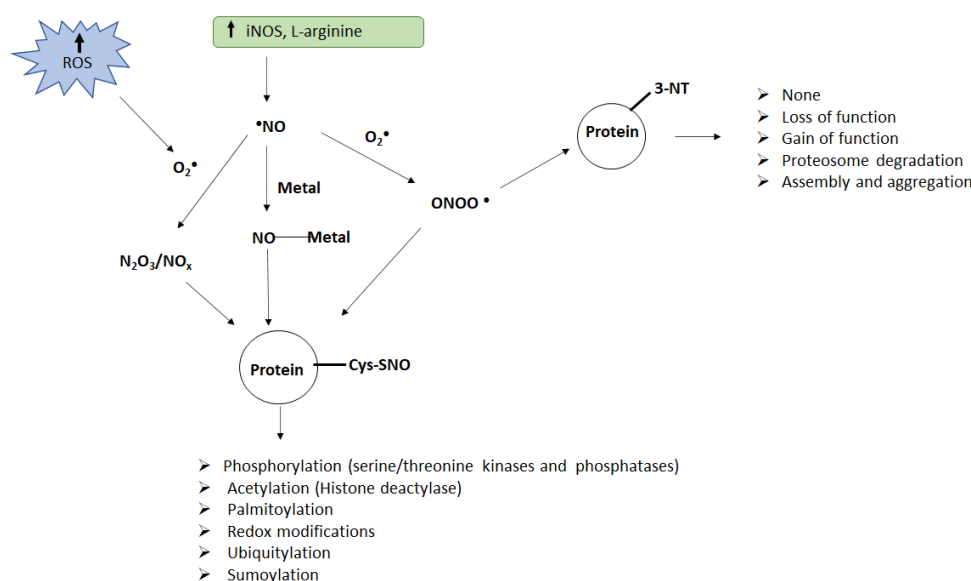 iNOS, L-arginine
ROS
3-NT
•NO
Protein
O₂•
O₂•
Metal
ONOO •
NO Metal
N₂O₃/NOₓ
Protein
Cys-SNO
➢ None
➢ Loss of function
➢ Gain of function
➢ Proteosome degradation
➢ Assembly and aggregation
➢ Phosphorylation (serine/threonine kinases and phosphatases)
➢ Acetylation (Histone deactylase)
➢ Palmitoylation
➢ Redox modifications
➢ Ubiquitylation
➢ Sumoylation